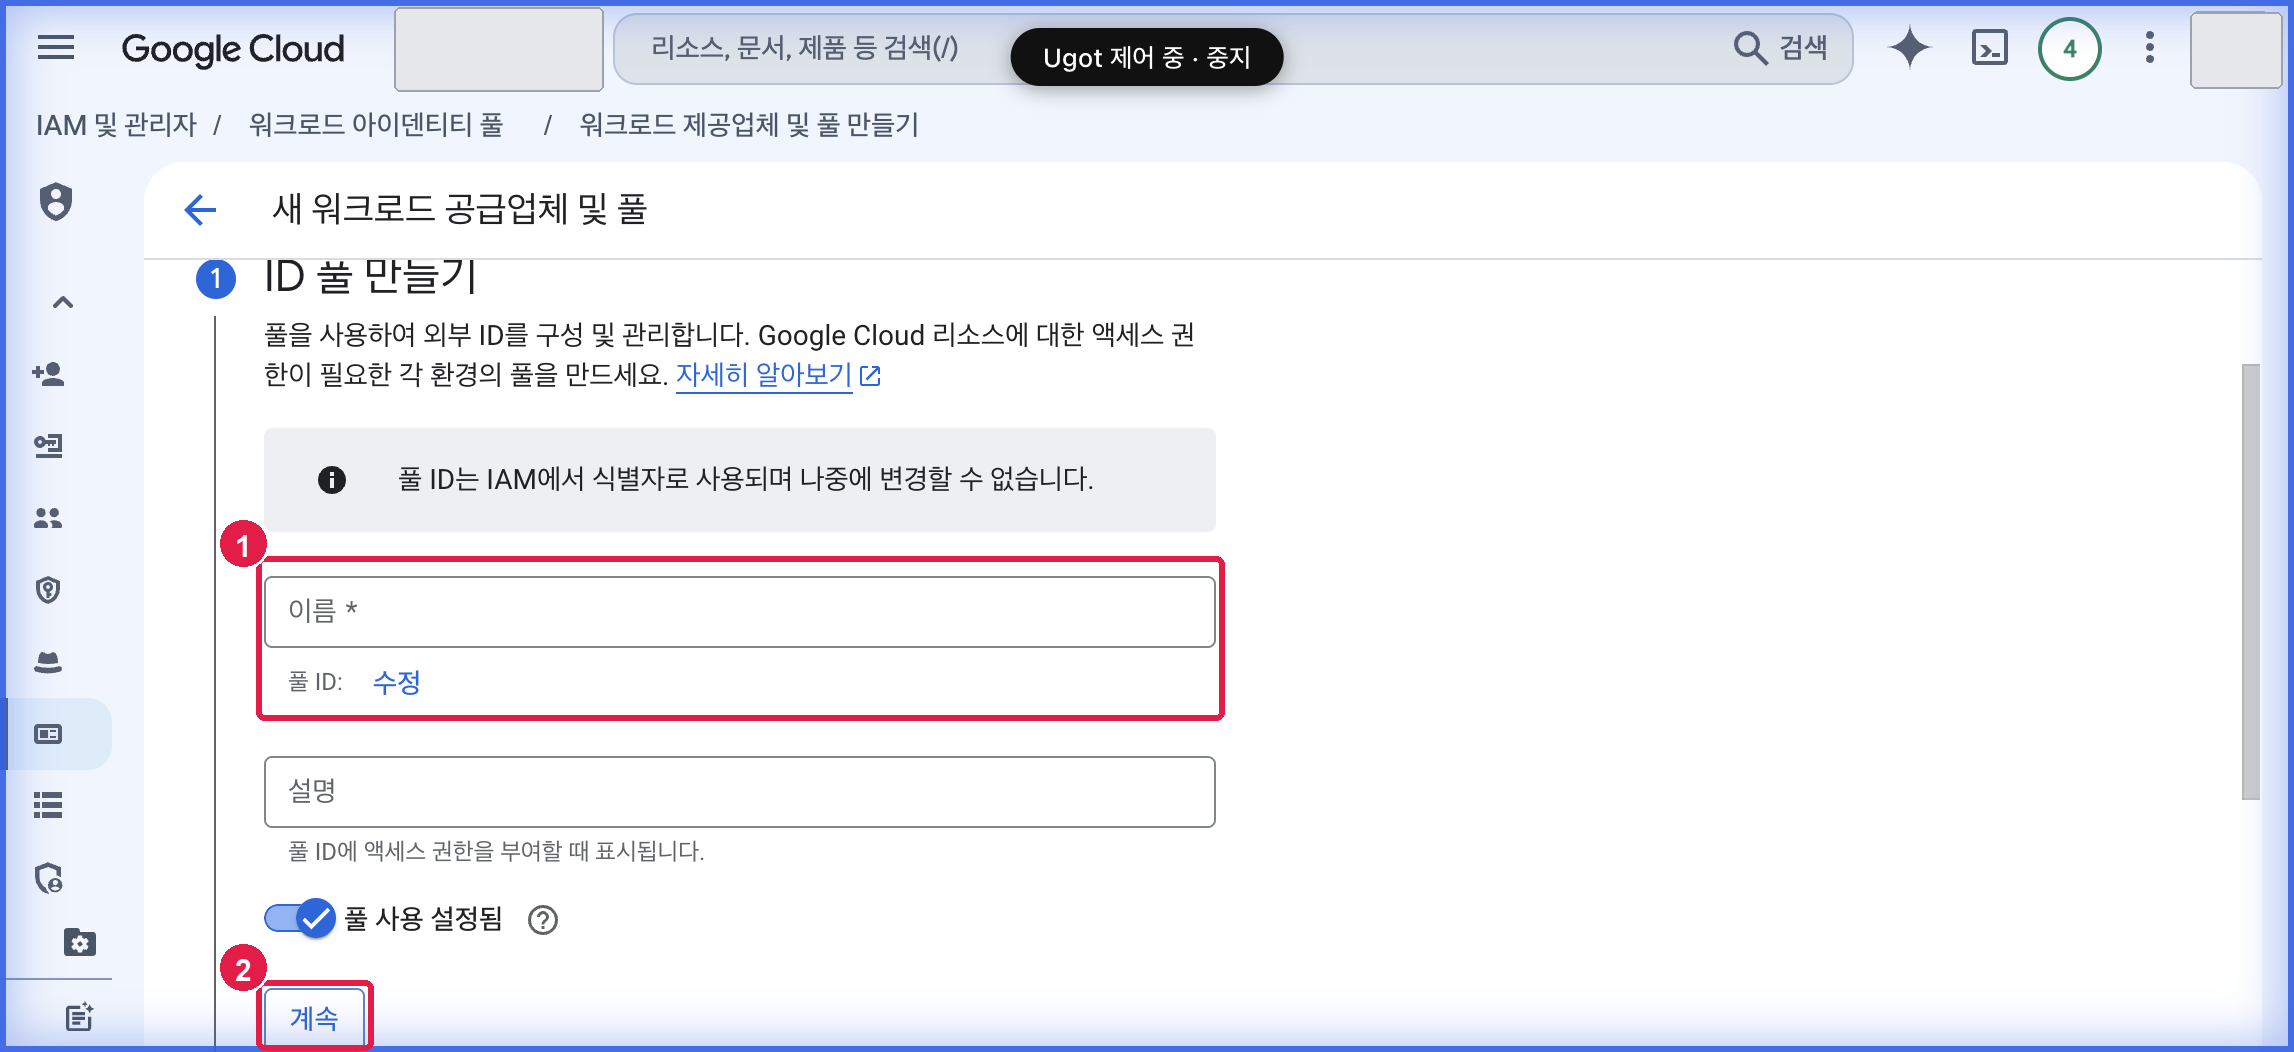 Google Cloud
리소스, 문서, 제품 등 검색(/)
Ugot 제어 중 · 중지
검색
4
IAM 및 관리자 / 워크로드 아이덴티티 풀 / 워크로드 제공업체 및 풀 만들기
새 워크로드 공급업체 및 풀
1 ID 풀 만들기
풀을 사용하여 외부 ID를 구성 및 관리합니다. Google Cloud 리소스에 대한 액세스 권
한이 필요한 각 환경의 풀을 만드세요. 자세히 알아보기
풀 ID는 IAM에서 식별자로 사용되며 나중에 변경할 수 없습니다.
1
이름 *
풀 ID: 수정
설명
풀 ID에 액세스 권한을 부여할 때 표시됩니다.
풀 사용 설정됨
2
계속